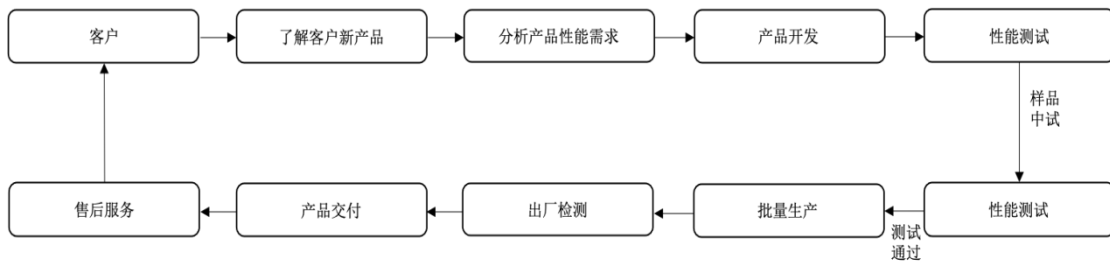 客户
了解客户新产品
分析产品性能需求
产品开发
性能测试
样品
中试
售后服务
产品交付
出厂检测
批量生产
测试
通过
性能测试